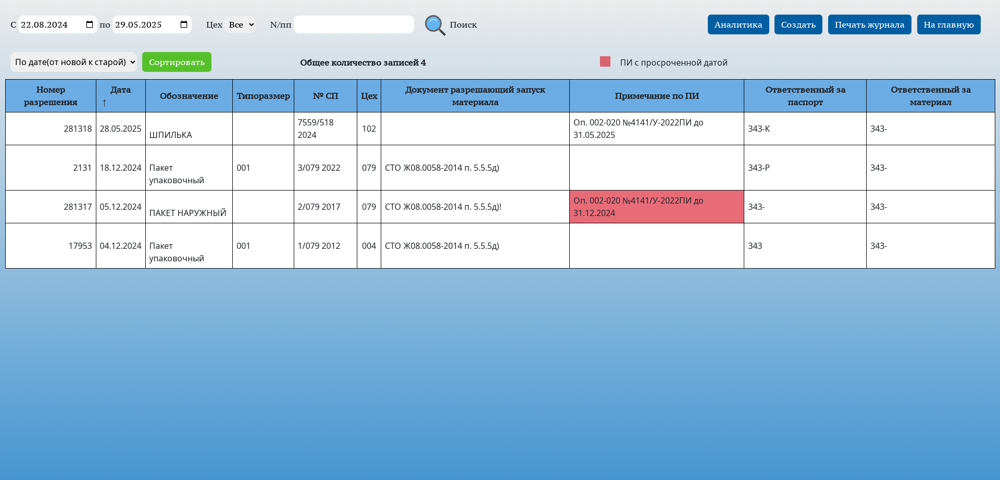 С 22.08.2024 по 29.05.2025 Цех Все N/пп Поиск Аналитика Создать Печать журнала На главную
По дате(от новой к старой) Сортировать Общее количество записей 4 ПИ с просроченной датой
Номер разрешения Дата ↑ Обозначение Типоразмер № СП Цех Документ разрешающий запуск материала Примечание по ПИ Ответственный за паспорт Ответственный за материал
281318 28.05.2025 ШПИЛЬКА 7559/518 2024 102 Оп. 002-020 №4141/У-2022ПИ до 31.05.2025 343-К 343-
2131 18.12.2024 Пакет упаковочный 001 3/079 2022 079 СТО Ж08.0058-2014 п. 5.5.5д) 343-Р 343-
281317 05.12.2024 ПАКЕТ НАРУЖНЫЙ 2/079 2017 079 СТО Ж08.0058-2014 п. 5.5.5д)! Оп. 002-020 №4141/У-2022ПИ до 31.12.2024 343- 343-
17953 04.12.2024 Пакет упаковочный 001 1/079 2012 004 СТО Ж08.0058-2014 п. 5.5.5д) 343 343-